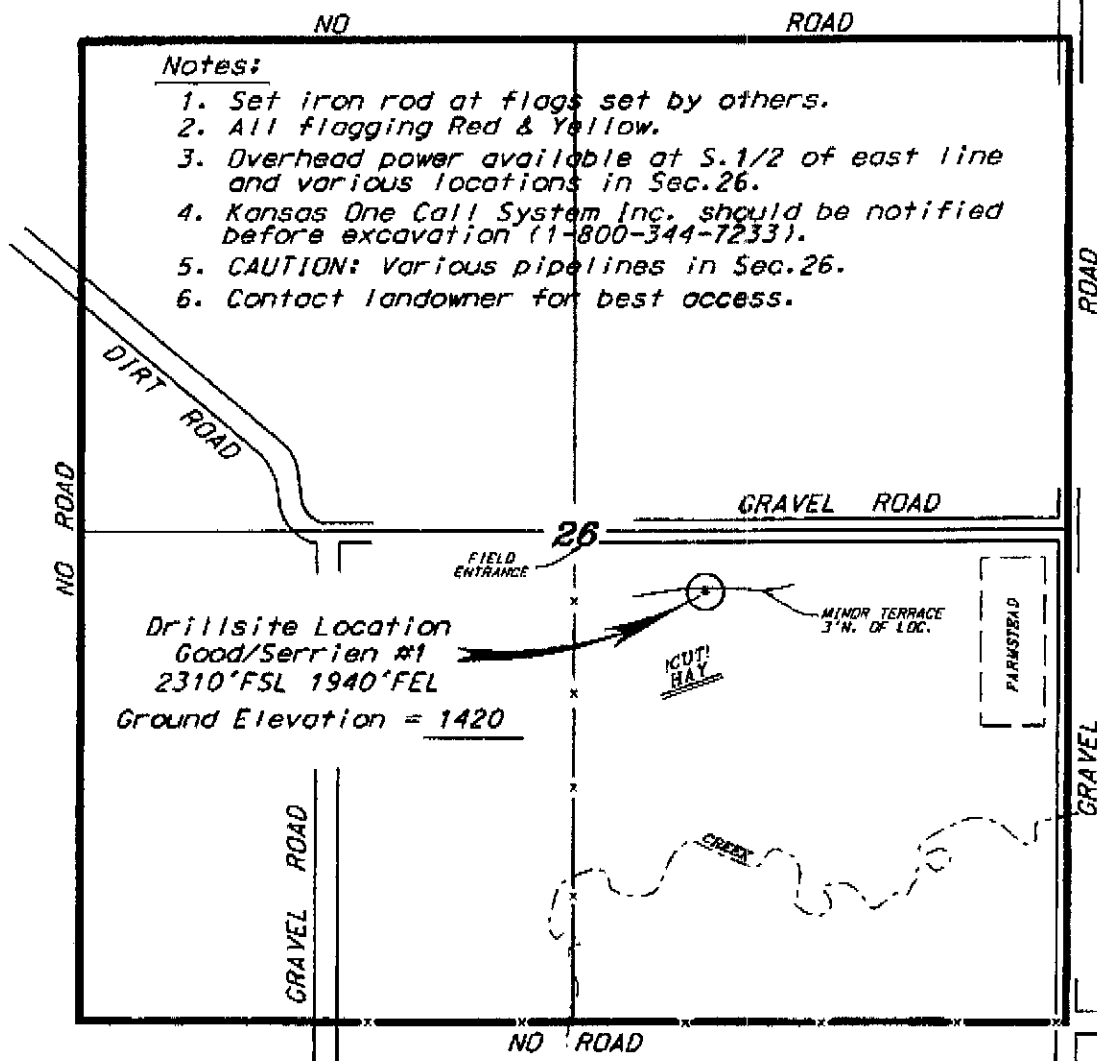 NO ROAD
Notes:
1. Set iron rod at flags set by others.
2. All flagging Red & Yellow.
3. Overhead power available at S.1/2 of east line
and various locations in Sec.26.
4. Kansas One Call System Inc. should be notified
before excavation (1-800-344-7233).
5. CAUTION: Various pipelines in Sec.26.
6. Contact landowner for best access.
ROAD
DIRT ROAD
NO ROAD
GRAVEL ROAD
26
FIELD
ENTRANCE
MINOR TERRACE
3'N. OF LOC.
FARMSTEAD
Drillsite Location
Good/Serrien #1
2310'FSL 1940'FEL
Ground Elevation = 1420
!CUT!
HAY
GRAVEL
CREEK
GRAVEL ROAD
NO ROAD